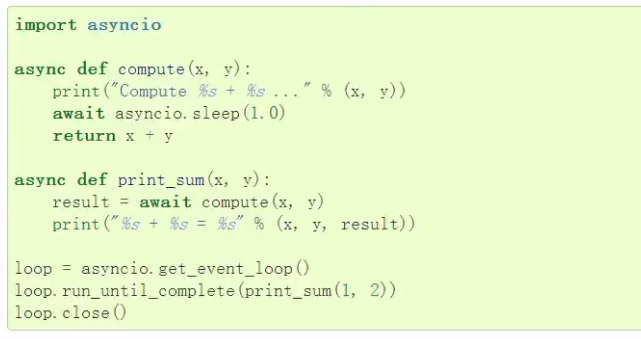 import asyncio
async def compute(x, y):
    print("Compute %s + %s ..." % (x, y))
    await asyncio.sleep(1.0)
    return x + y
async def print_sum(x, y):
    result = await compute(x, y)
    print("%s + %s = %s" % (x, y, result))
loop = asyncio.get_event_loop()
loop.run_until_complete(print_sum(1, 2))
loop.close()